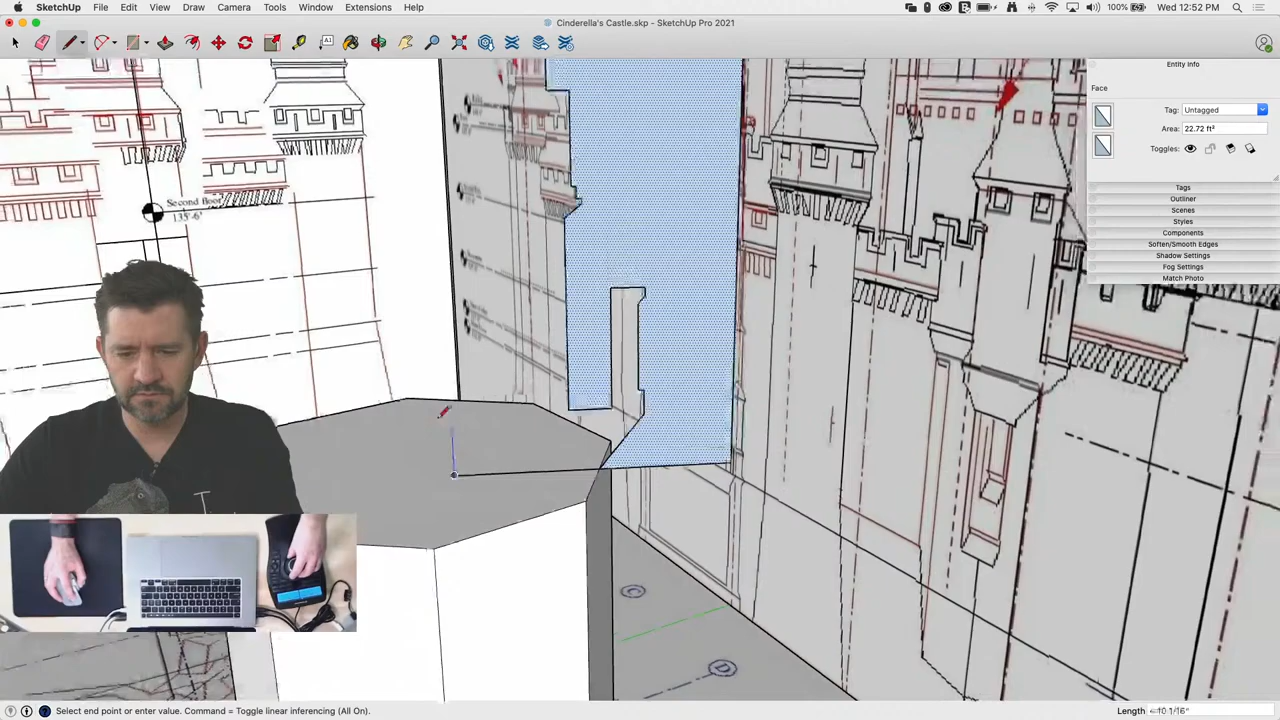 SketchUp File Edit View Draw Camera Tools Window Extensions Help
100% Wed 12:52 PM
Cinderella's Castle.skp - SketchUp Pro 2021
Entity Info
Face
Tag: Untagged
Area: 22.72 ft²
Toggles:
Tags
Outliner
Scenes
Styles
Components
Soften/Smooth Edges
Shadow Settings
Fog Settings
Match Photo
Second floor
135'-6"
C
D
Select end point or enter value. Command = Toggle linear inferencing (All On).
Length